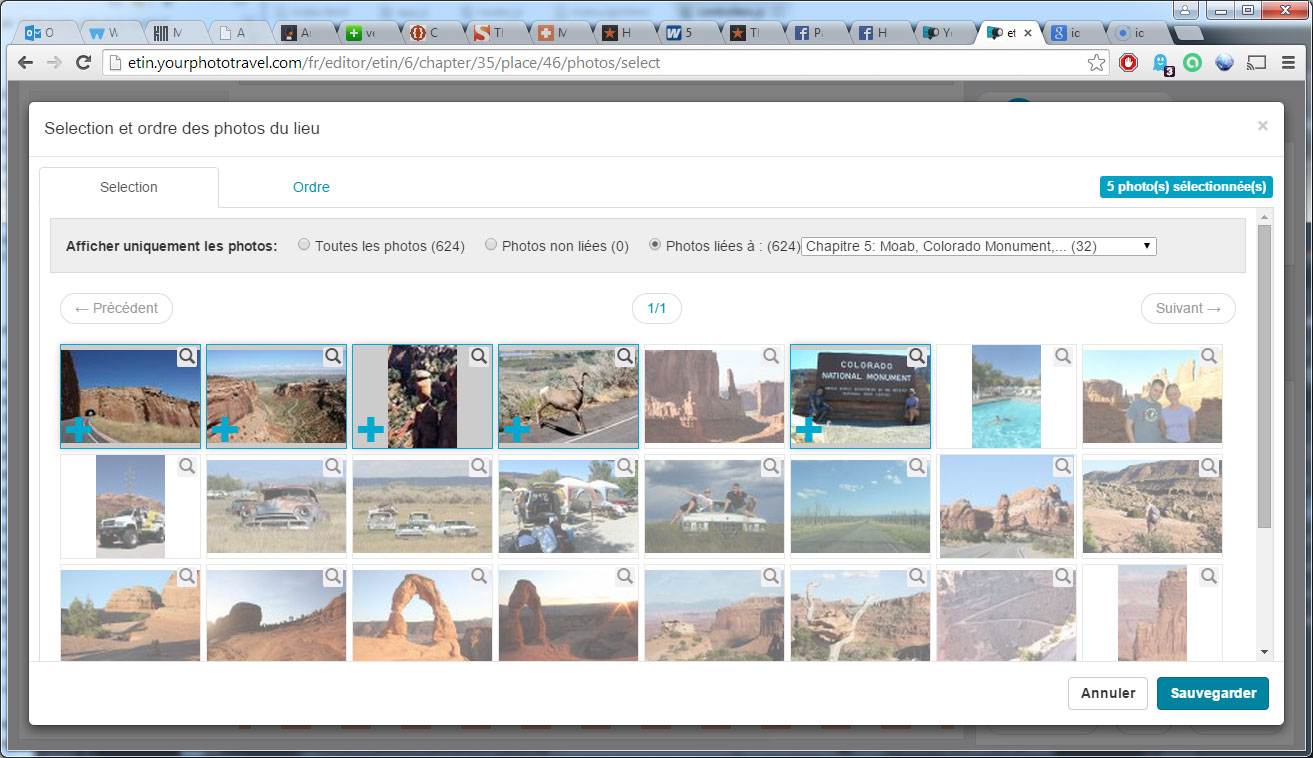 O
W
M
A
A
ve
C
Tl
M
H
5
Tl
P
H
Y
et
ic
ic
etin.yourphototravel.com/fr/editor/etin/6/chapter/35/place/46/photos/select
3
Selection et ordre des photos du lieu
×
Selection
Ordre
5 photo(s) sélectionnée(s)
Afficher uniquement les photos:
Toutes les photos (624)
Photos non liées (0)
Photos liées à : (624)
Chapitre 5: Moab, Colorado Monument,... (32)
← Précédent
1/1
Suivant →
COLORADO
NATIONAL MONUMENT
Annuler
Sauvegarder